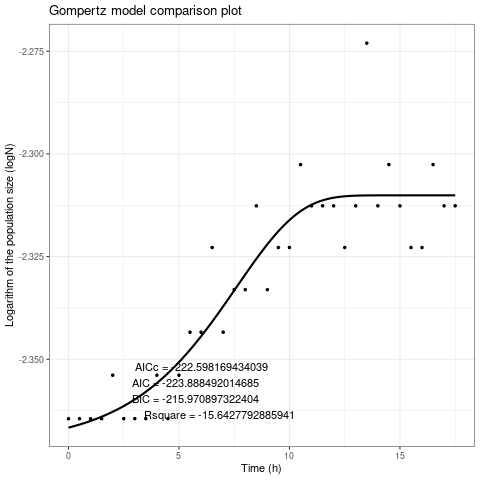 Gompertz model comparison plot
Logarithm of the population size (logN)
-2.275
-2.300
-2.325
-2.350
AICc = -222.598169434039
AIC = -223.888492014685
BIC = -215.970897322404
Rsquare = -15.6427792885941
0 5 10 15
Time (h)